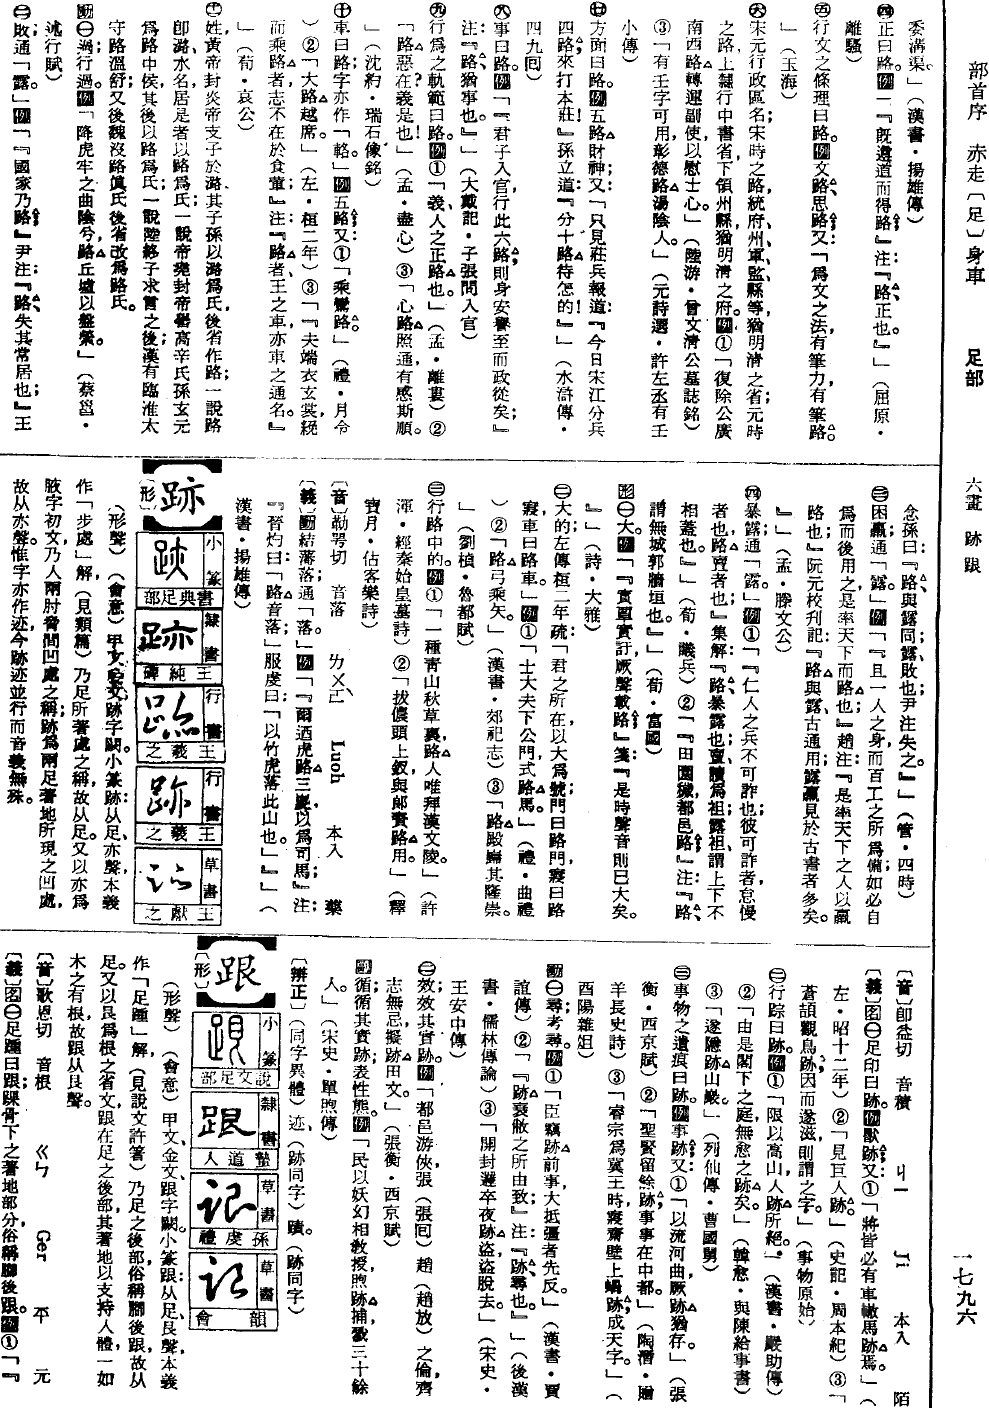 部首序　赤走〔足〕身車　足部　六畫　跡　跟　一七九六
委溝渠。」（漢書・揚雄傳）
㊃正曰路。例「『既遵道而得路』注：『路，正也。』」（屈原・
離騷）
㊄行文之條理曰路。例文路，思路；又「爲文之法，有筆力，有筆路。
」（玉海）
㊅宋元行政區名；宋時之路，統府州軍監縣等，猶明清之省；元時
之路，上隸行中書省，下領州縣，猶明清之府。例①「復除公廣
南西路轉運副使，以慰士心。」（陸游・曾文清公墓誌銘）
③「有壬字可用，彰德路湯陰人。」（元詩選・許左丞有壬
小傳）
㊆方面曰路。例五路財神；又「只見莊兵報道：『今日宋江分兵
四路，來打本莊！』孫立道：『分十路待怎的！』」（水滸傳・
四九回）
㊇事曰路。例「『君子入官，行此六路，則身安譽至而政從矣』
注：『路，猶事也。』」（大戴記・子張問入官）
㊈行爲之軌範曰路。例①「義，人之正路也。」（孟・離婁）②
「路惡在？義是也！」（孟・盡心）③「心路照通，有感斯順。
」（沈約・瑞石像銘）
㊉車曰路；字亦作「輅」。例五路；又①「乘鸞路。」（禮・月令
）②「大路越席。」（左・桓二年）③「『夫端衣玄裳，絻
而乘路者，志不在於食葷』注：『路者，王之車，亦車之通名。』
」（荀・哀公）
姓；黃帝封炎帝支子於潞，其子孫以潞爲氏，後省作路；一說路
卽潞，水名，居是者以路爲氏；一說帝堯封帝嚳高辛氏孫玄元
爲路中侯，其後以路爲氏；一說陸終子求言之後；漢有臨淮太
守路溫舒；又後魏沒路眞氏後省改爲路氏。
動㊀過；行過。例「降虎牢之曲陰兮，路丘墟以盤縈。」（蔡邕・
述行賦）
㊁敗；通「露」。例「『國家乃路』尹注：『路，失其常居也』；王
念孫曰：『路與露同，露，敗也；尹注失之。』」（管・四時）
㊂困羸；通「露」。例「『且一人之身，而百工之所爲備，如必自
爲而後用之，是率天下而路也』趙注：『是率天下之人以羸
路也』；阮元校刋記：『路與露古通用，露羸見於古書者多矣。
』」（孟・滕文公）
㊃暴露；通「露」。例①「『仁人之兵，不可詐也；彼可詐者，怠慢
者也，路亶者也』集解：『路，暴露也；亶讀爲袒；露袒，謂上下不
相蓋也。』」（荀・議兵）②「『田園穢，都邑路』注：『路，
謂無城郭牆垣也。』」（荀・富國）
形㊀大。例「『實覃實訏，厥聲載路』箋：『是時聲音則已大矣。
』」（詩・大雅）
㊁大的；左傳桓二年疏：「君之所在，以大爲號，門曰路門，寢曰路
寢，車曰路車。」例①「士大夫下公門，式路馬。」（禮・曲禮
）②「路弓乘矢。」（漢書・郊祀志）③「路殿巋其隆崇。
」（劉楨・魯都賦）
㊂行路中的。例①「一種青山秋草裏，路人唯拜漢文陵。」（許
渾・經秦始皇墓詩）②「拔儂頭上釵，與郎資路用。」（釋
寶月・估客樂詩）
〔音〕勒咢切　音落　ㄌㄨㄛˋ　Luoh　本入　藥
〔義〕動結藩落；通「落」。例「『爾迺虎路三嵏，以爲司馬』注：
『晉灼曰：「路音落」；服虔曰：「以竹虎落此山也。」』」（
漢書・揚雄傳）
【跡】
〔形〕
小篆　書典足部
隸書　王純碑
行書　王羲之
行書　王羲之
草書　王獻之
（形聲）（會意）甲文金文跡字闕。小篆跡：从足，亦聲，本義
作「步處」解，（見類篇）乃足所著處之稱，故从足。又以亦爲
腋字初文，乃人兩肘脅間凹處之稱；跡爲兩足著地所現之凹處，
故从亦聲。惟字亦作迹，今跡迹並行而音義無殊。
〔音〕卽益切　音積　ㄐㄧ　本入　陌
〔義〕名㊀足印曰跡。例獸跡；又①「將皆必有車轍馬跡焉。」（
左・昭十二年）②「見巨人跡。」（史記・周本紀）③「
蒼頡觀鳥跡，因而遂滋，則謂之字。」（事物原始）
㊁行踪曰跡。例①「限以高山，人跡所絕。」（漢書・嚴助傳）
②「由是閣下之庭，無愈之跡矣。」（韓愈・與陳給事書）
③「遂隱跡山巖。」（列仙傳・曹國舅）
㊂事物之遺痕曰跡。例事跡；又①「以流河曲，厥跡猶存。」（張
衡・西京賦）②「聖賢留餘跡，事事在中都。」（陶潛・贈
羊長史詩）③「睿宗爲冀王時，寢齋壁上蝸跡成天字。」（
酉陽雜俎）
動㊀尋；考尋。例①「臣竊跡前事，大抵彊者先反。」（漢書・賈
誼傳）②「『跡衰敝之所由致』注：『跡，尋也。』」（後漢
書・儒林傳論）③「開封邏卒夜跡盜，盜脫去。」（宋史・
王安中傳）
㊁效；效其實跡。例「都邑游俠，張（張回）趙（趙放）之倫，齊
志無忌，擬跡田文。」（張衡・西京賦）
副循；循其實跡；表性態。例「民以妖幻相敎授，煦跡捕戮三十餘
人。」（宋史・單煦傳）
〔辨正〕（同字異體）迹。（跡同字）蹟。（跡同字）
【跟】
〔形〕
小篆　說文足部
隸書　蟄道人
草書　孫虔禮
草書　韻會
（形聲）（會意）甲文、金文、跟字闕。小篆跟：从足，艮聲，本義
作「足踵」解，（見說文許箸）乃足之後部，俗稱腳後跟，故从
足。又以艮爲根之省文，跟在足之後部，其著地以支持人體，一如
木之有根，故跟从艮聲。
〔音〕歌恩切　音根　ㄍㄣ　Ger　平　元
〔義〕名㊀足踵曰跟，踝骨下之著地部分，俗稱腳後跟。例①「『